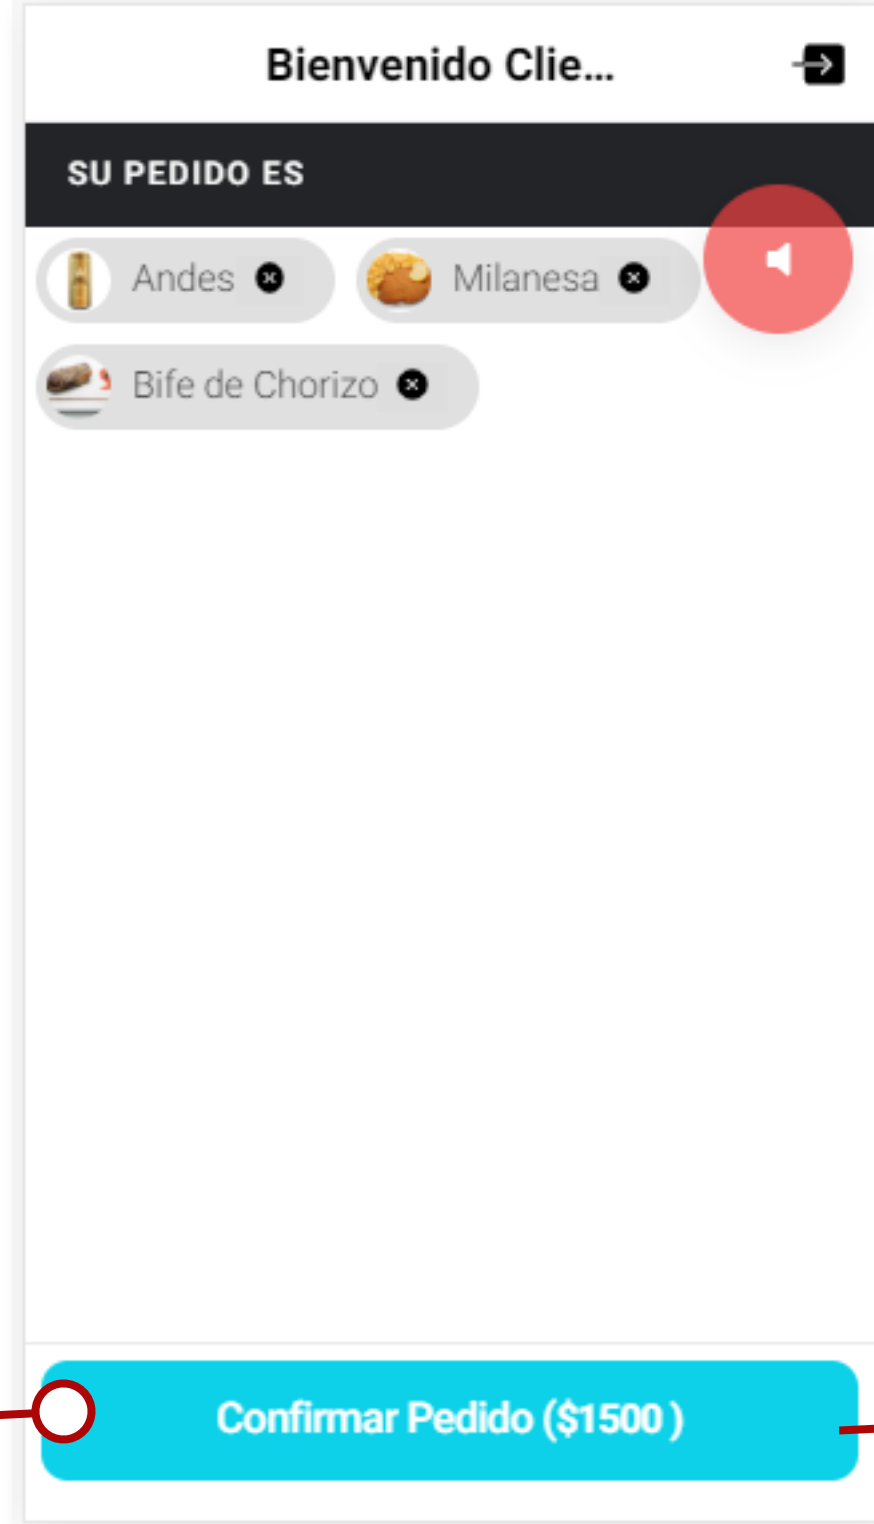 Bienvenido Clie...
SU PEDIDO ES
Andes
Milanesa
Bife de Chorizo
Confirmar Pedido ($1500 )